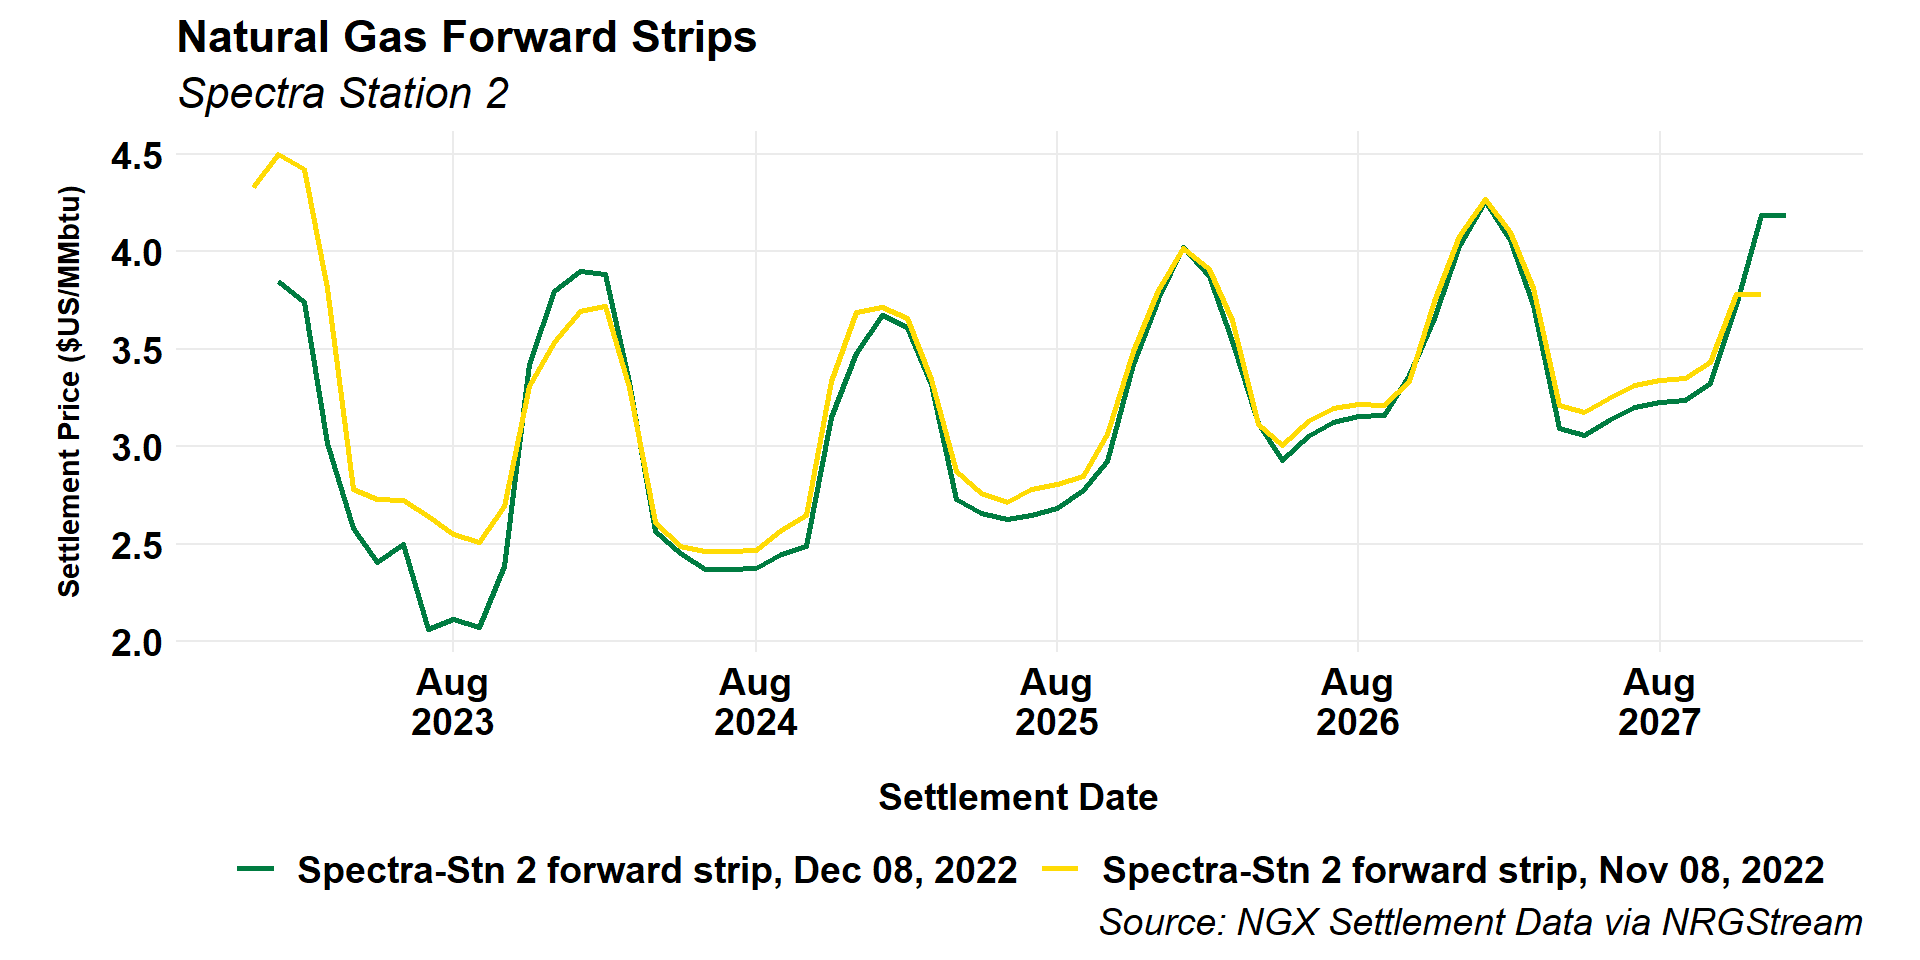 Natural Gas Forward Strips
Spectra Station 2
Settlement Price ($US/MMbtu)
4.5
4.0
3.5
3.0
2.5
2.0
Aug
2023
Aug
2024
Aug
2025
Aug
2026
Aug
2027
Settlement Date
Spectra-Stn 2 forward strip, Dec 08, 2022
Spectra-Stn 2 forward strip, Nov 08, 2022
Source: NGX Settlement Data via NRGStream